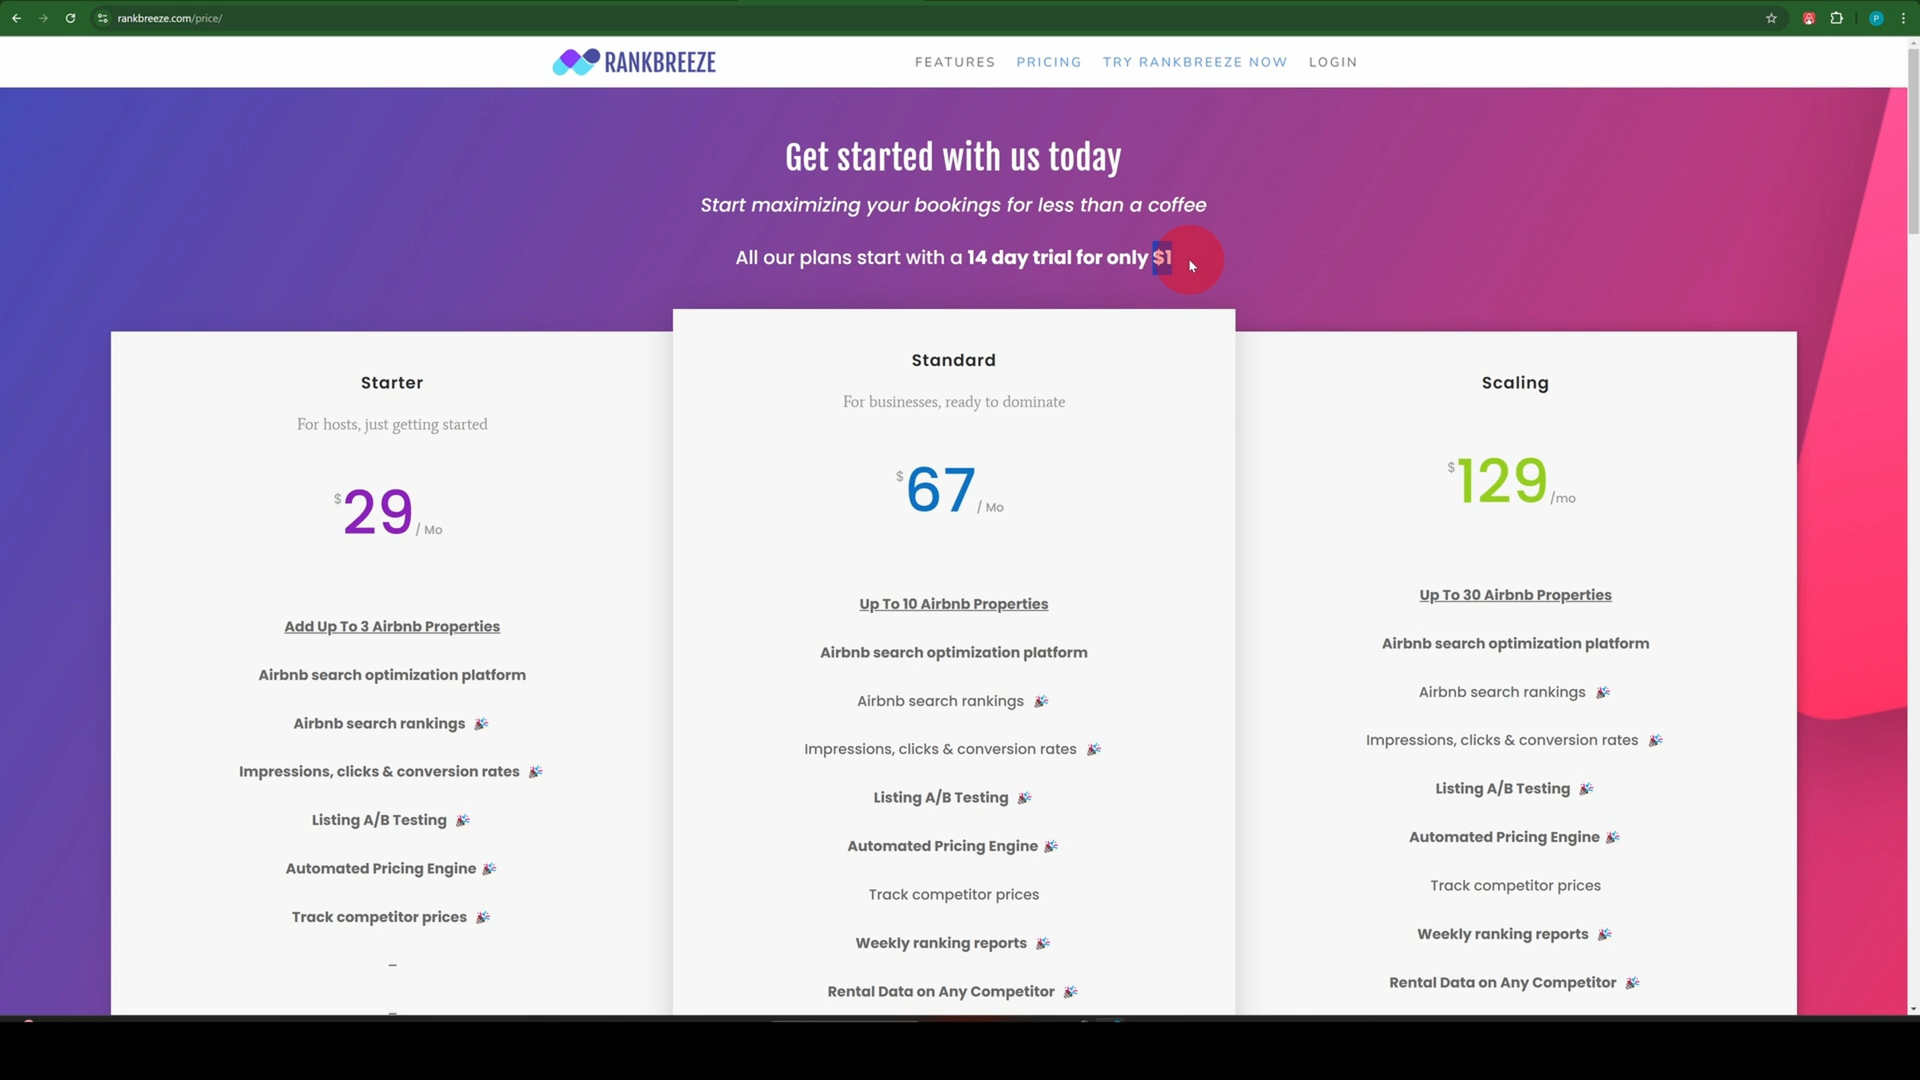 rankbreeze.com/price/
P
RANKBREEZE
FEATURES PRICING TRY RANKBREEZE NOW LOGIN
Get started with us today
Start maximizing your bookings for less than a coffee
All our plans start with a 14 day trial for only $1
Starter
For hosts, just getting started
$29 / Mo
Add Up To 3 Airbnb Properties
Airbnb search optimization platform
Airbnb search rankings 🎉
Impressions, clicks & conversion rates 🎉
Listing A/B Testing 🎉
Automated Pricing Engine 🎉
Track competitor prices 🎉
–
–
Standard
For businesses, ready to dominate
$67 / Mo
Up To 10 Airbnb Properties
Airbnb search optimization platform
Airbnb search rankings 🎉
Impressions, clicks & conversion rates 🎉
Listing A/B Testing 🎉
Automated Pricing Engine 🎉
Track competitor prices
Weekly ranking reports 🎉
Rental Data on Any Competitor 🎉
Scaling
$129 /mo
Up To 30 Airbnb Properties
Airbnb search optimization platform
Airbnb search rankings 🎉
Impressions, clicks & conversion rates 🎉
Listing A/B Testing 🎉
Automated Pricing Engine 🎉
Track competitor prices
Weekly ranking reports 🎉
Rental Data on Any Competitor 🎉